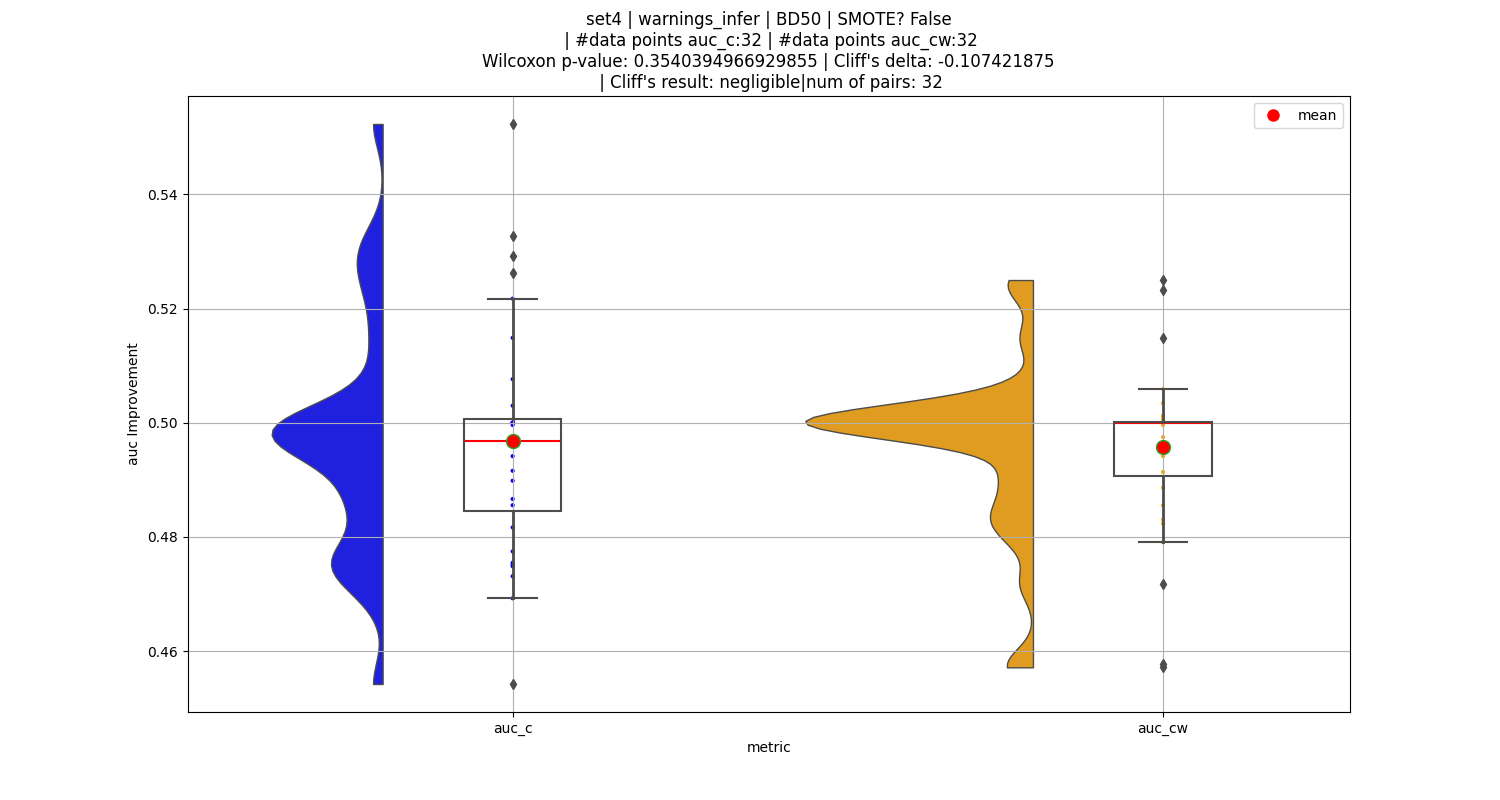 set4 | warnings_infer | BD50 | SMOTE? False
| #data points auc_c:32 | #data points auc_cw:32
Wilcoxon p-value: 0.3540394966929855 | Cliff's delta: -0.107421875
| Cliff's result: negligible|num of pairs: 32
mean
0.54
0.52
0.50
0.48
0.46
auc Improvement
auc_c
auc_cw
metric